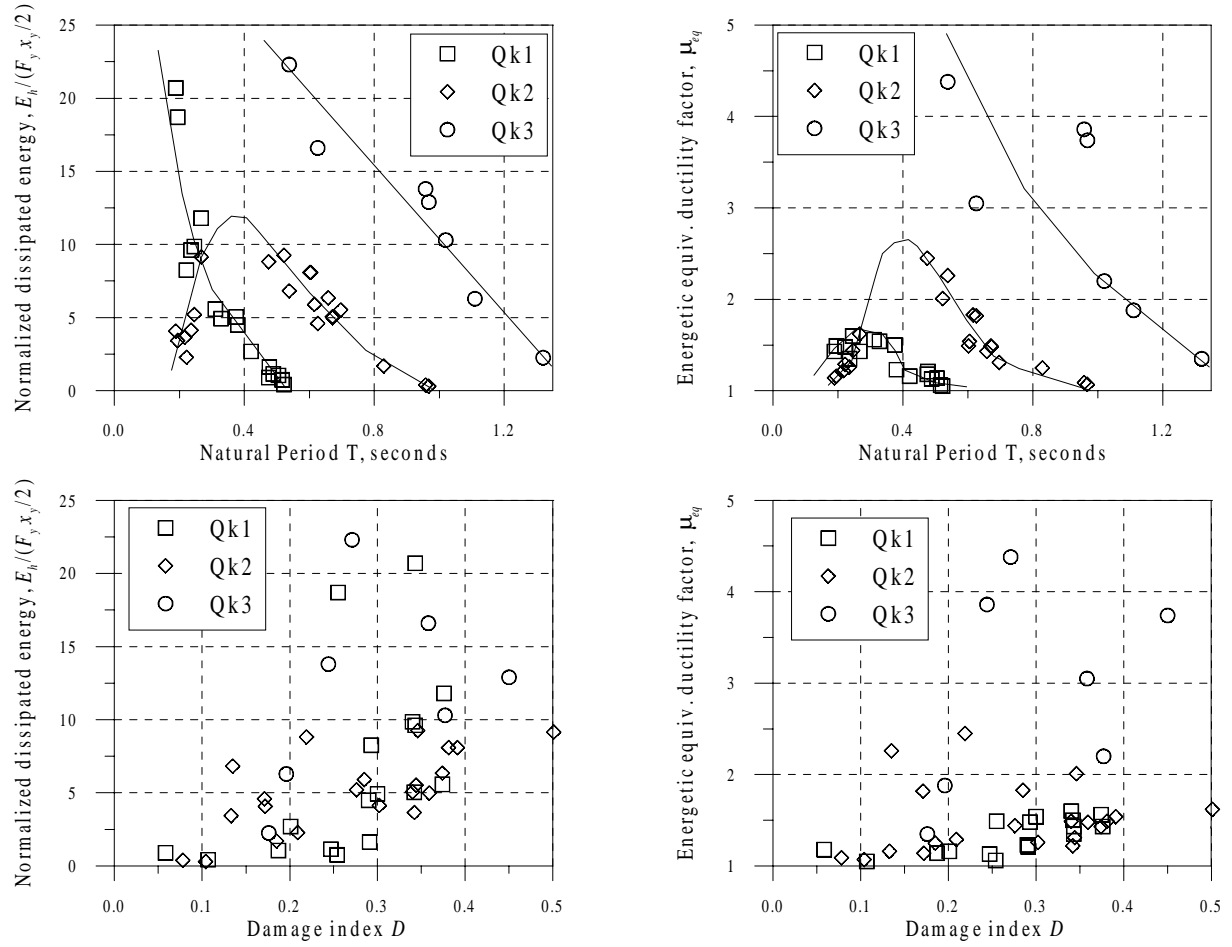 Normalized dissipated energy, E_h/(F_y x_y/2)
25
20
15
10
5
0
Qk1
Qk2
Qk3
0.0
0.4
0.8
1.2
Natural Period T, seconds
Energetic equiv. ductility factor, μ_eq
5
4
3
2
1
Qk1
Qk2
Qk3
0.0
0.4
0.8
1.2
Natural Period T, seconds
Normalized dissipated energy, E_h/(F_y x_y/2)
25
20
15
10
5
0
Qk1
Qk2
Qk3
0.0
0.1
0.2
0.3
0.4
0.5
Damage index D
Energetic equiv. ductility factor, μ_eq
5
4
3
2
1
Qk1
Qk2
Qk3
0.0
0.1
0.2
0.3
0.4
0.5
Damage index D